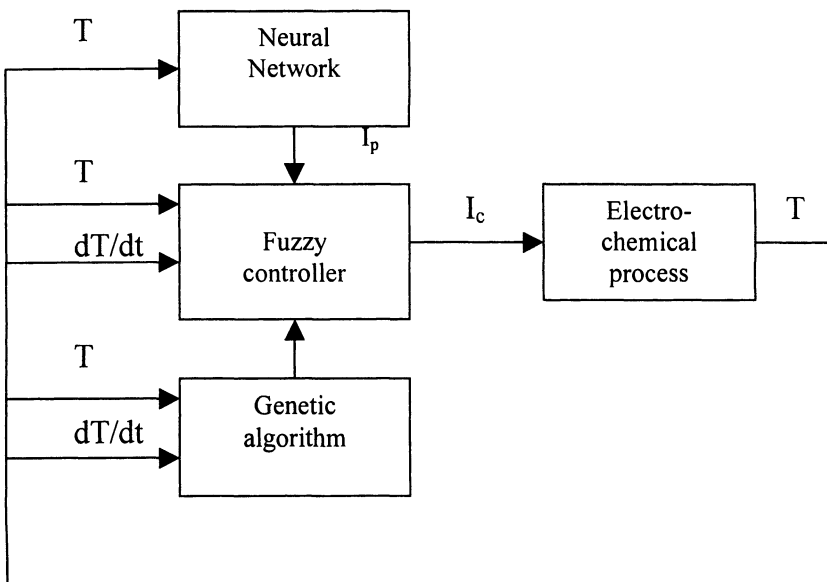 T
Neural
Network
I_p
T
dT/dt
Fuzzy
controller
I_c
Electro-
chemical
process
T
T
dT/dt
Genetic
algorithm